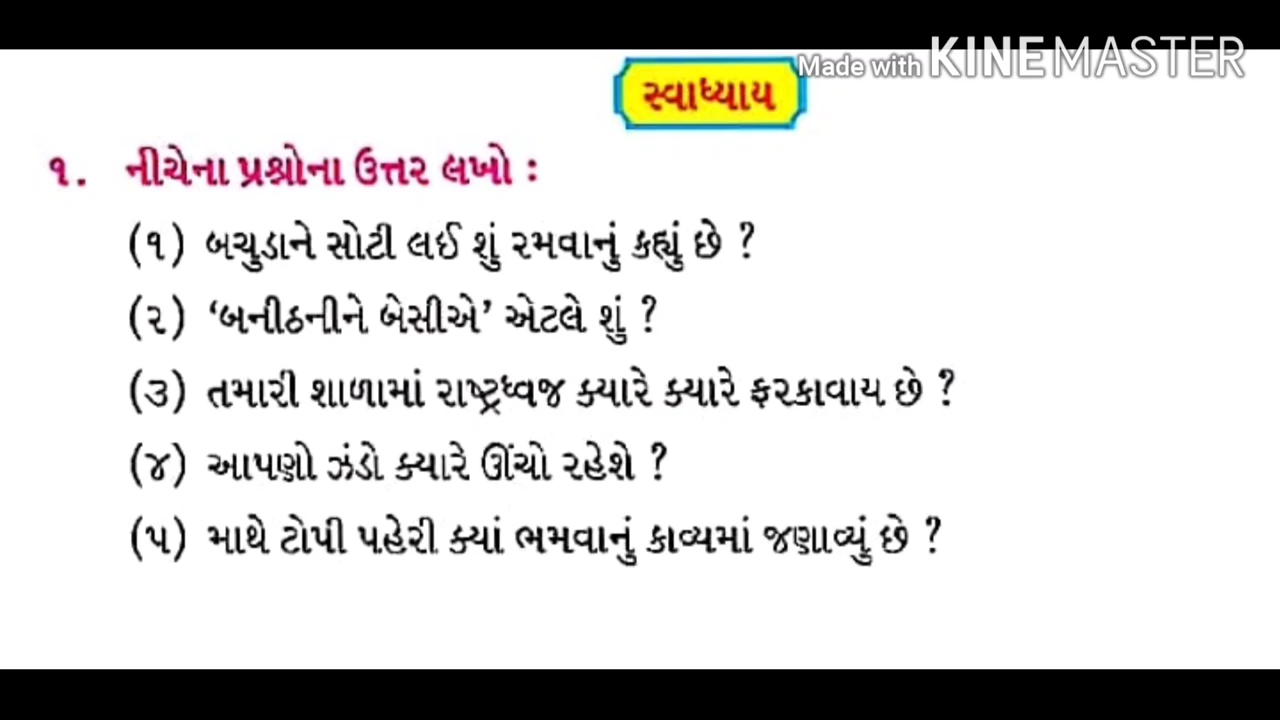 Made with KINEMASTER
સ્વાધ્યાય
૧. નીચેના પ્રશ્નોના ઉત્તર લખો :
(૧) બચુડાને સોટી લઈ શું રમવાનું કહ્યું છે ?
(૨) ‘બનીઠનીને બેસીએ’ એટલે શું ?
(૩) તમારી શાળામાં રાષ્ટ્રધ્વજ ક્યારે ક્યારે ફરકાવાય છે ?
(૪) આપણો ઝંડો ક્યારે ઊંચો રહેશે ?
(૫) માથે ટોપી પહેરી ક્યાં ભમવાનું કાવ્યમાં જણાવ્યું છે ?